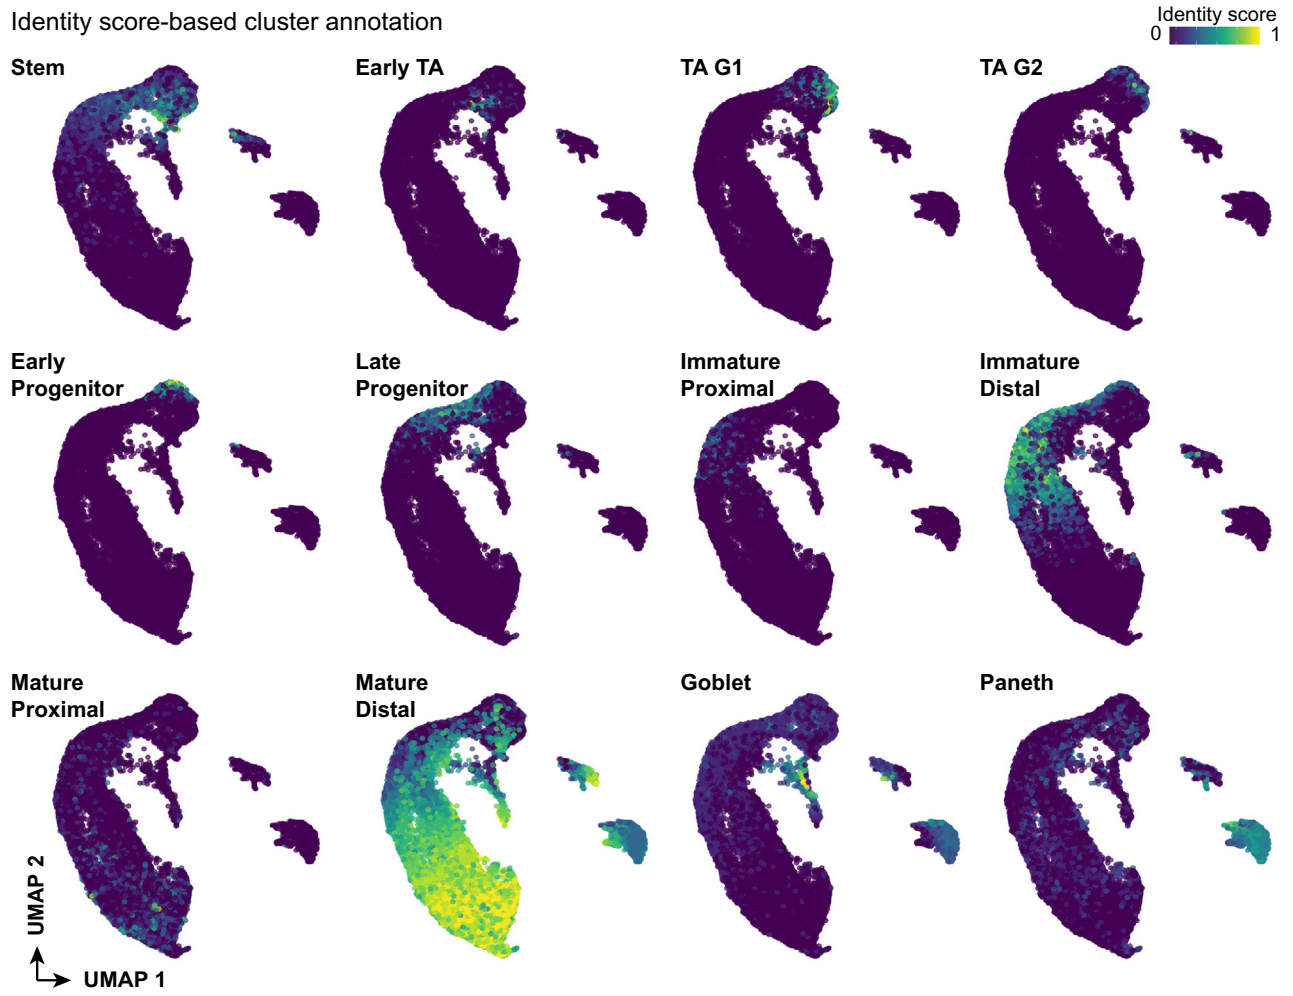 Identity score-based cluster annotation
Identity score
0 1
Stem
Early TA
TA G1
TA G2
Early
Progenitor
Late
Progenitor
Immature
Proximal
Immature
Distal
Mature
Proximal
Mature
Distal
Goblet
Paneth
UMAP 2
UMAP 1